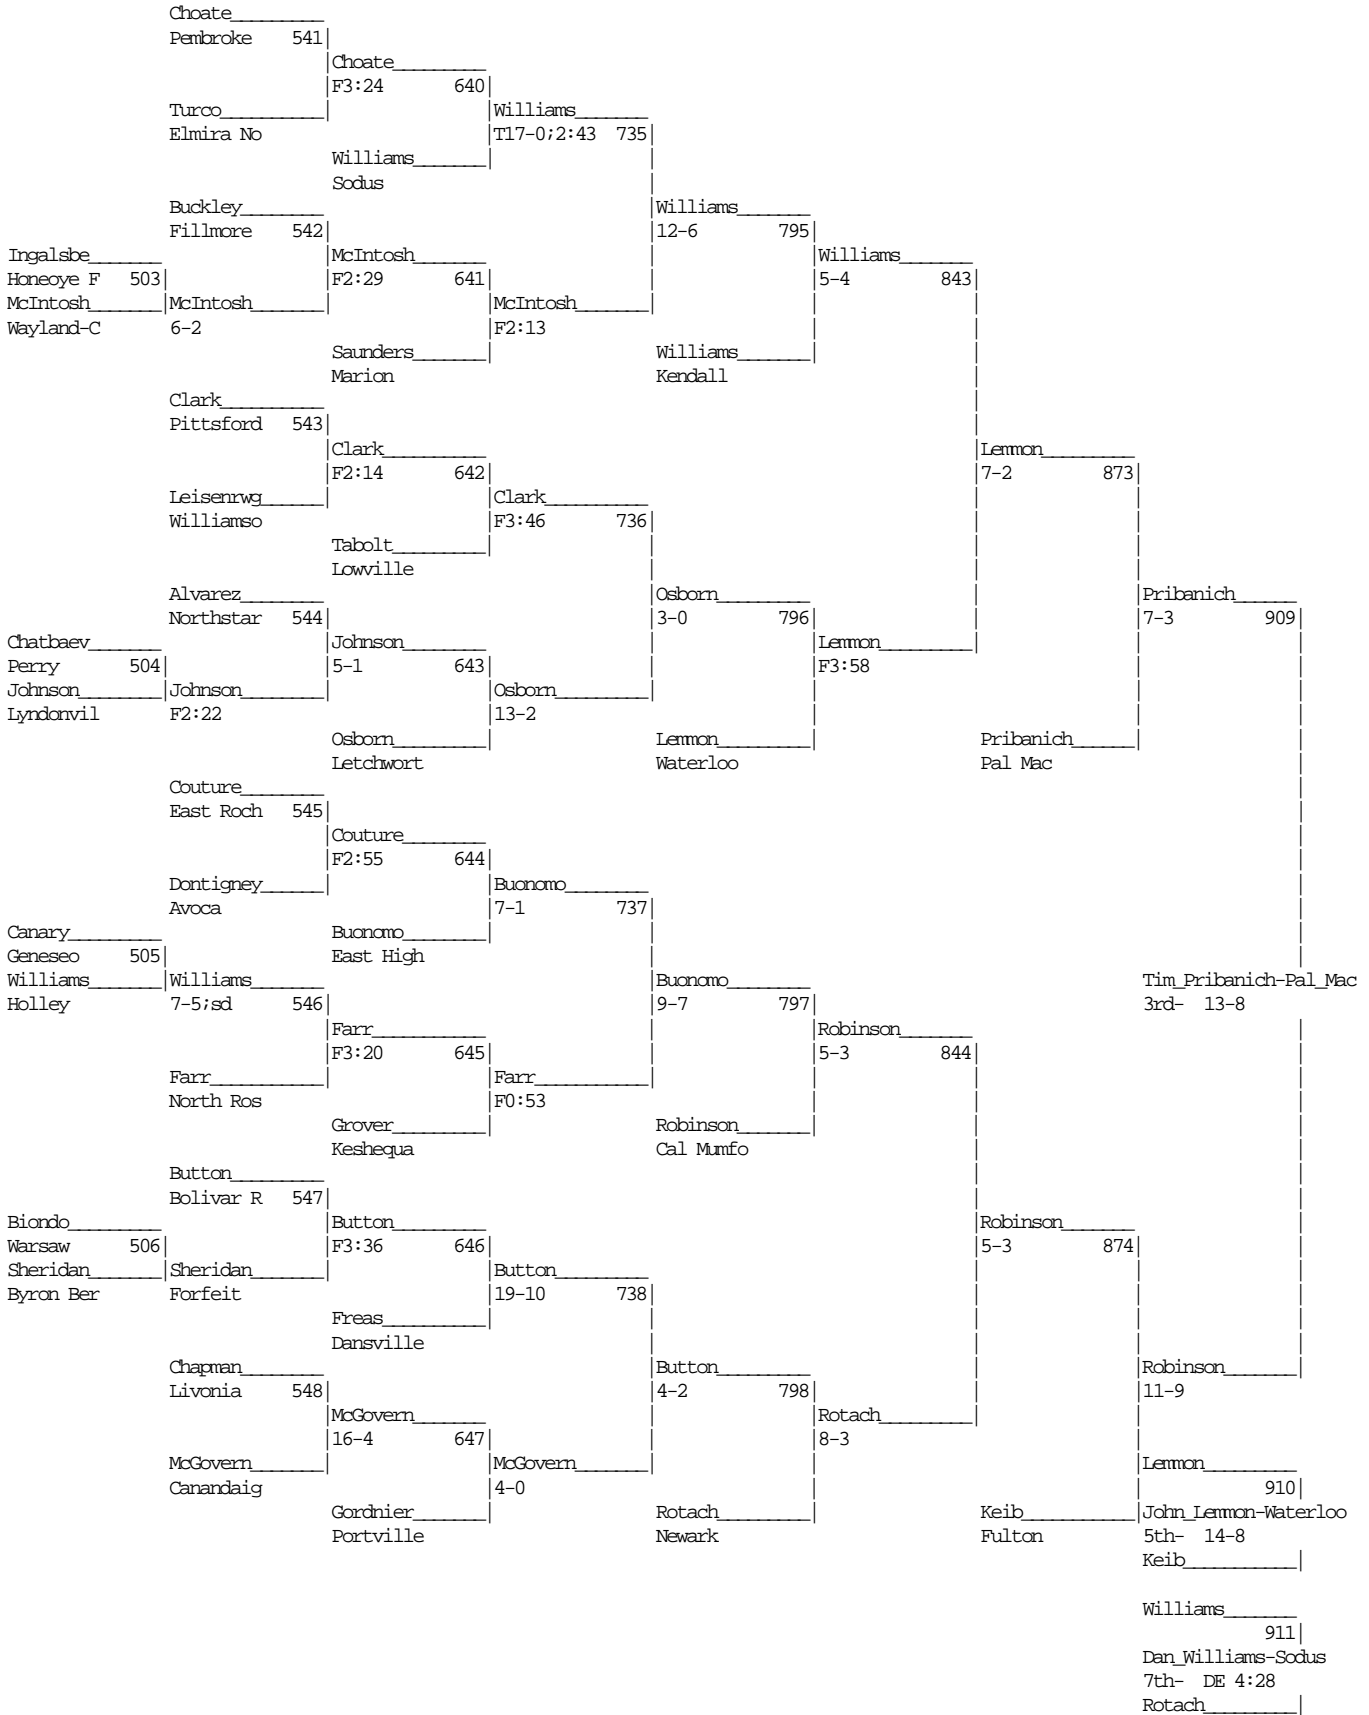 Choate
Pembroke 541
Choate
F3:24 640
Turco Williams
Elmira No T17-0;2:43 735
Williams
Sodus
Buckley Williams
Fillmore 542 12-6 795
Ingalsbe McIntosh Williams
Honeoye F 503 F2:29 641 5-4 843
McIntosh McIntosh McIntosh
Wayland-C 6-2 F2:13
Saunders Williams
Marion Kendall
Clark
Pittsford 543
Clark Lemmon
F2:14 642 7-2 873
Leisenrwg Clark
Williamso F3:46 736
Tabolt
Lowville
Alvarez Osborn Pribanich
Northstar 544 3-0 796 7-3 909
Chatbaev Johnson Lemmon
Perry 504 5-1 643 F3:58
Johnson Johnson Osborn
Lyndonvil F2:22 13-2
Osborn Lemmon Pribanich
Letchwort Waterloo Pal Mac
Couture
East Roch 545
Couture
F2:55 644
Dontigney Buonomo
Avoca 7-1 737
Canary Buonomo
Geneseo 505 East High
Williams Williams Buonomo Tim_Pribanich-Pal_Mac
Holley 7-5;sd 546 9-7 797 3rd- 13-8
Farr Robinson
F3:20 645 5-3 844
Farr Farr
North Ros F0:53
Grover Robinson
Keshequa Cal Mumfo
Button
Bolivar R 547
Biondo Button Robinson
Warsaw 506 F3:36 646 5-3 874
Sheridan Sheridan Button
Byron Ber Forfeit 19-10 738
Freas
Dansville
Chapman Button Robinson
Livonia 548 4-2 798 11-9
McGovern Rotach
16-4 647 8-3
McGovern McGovern Lemmon
Canandaig 4-0 910
Gordnier Rotach Keib John_Lemmon-Waterloo
Portville Newark Fulton 5th- 14-8
Keib
Williams
911
Dan_Williams-Sodus
7th- DE 4:28
Rotach